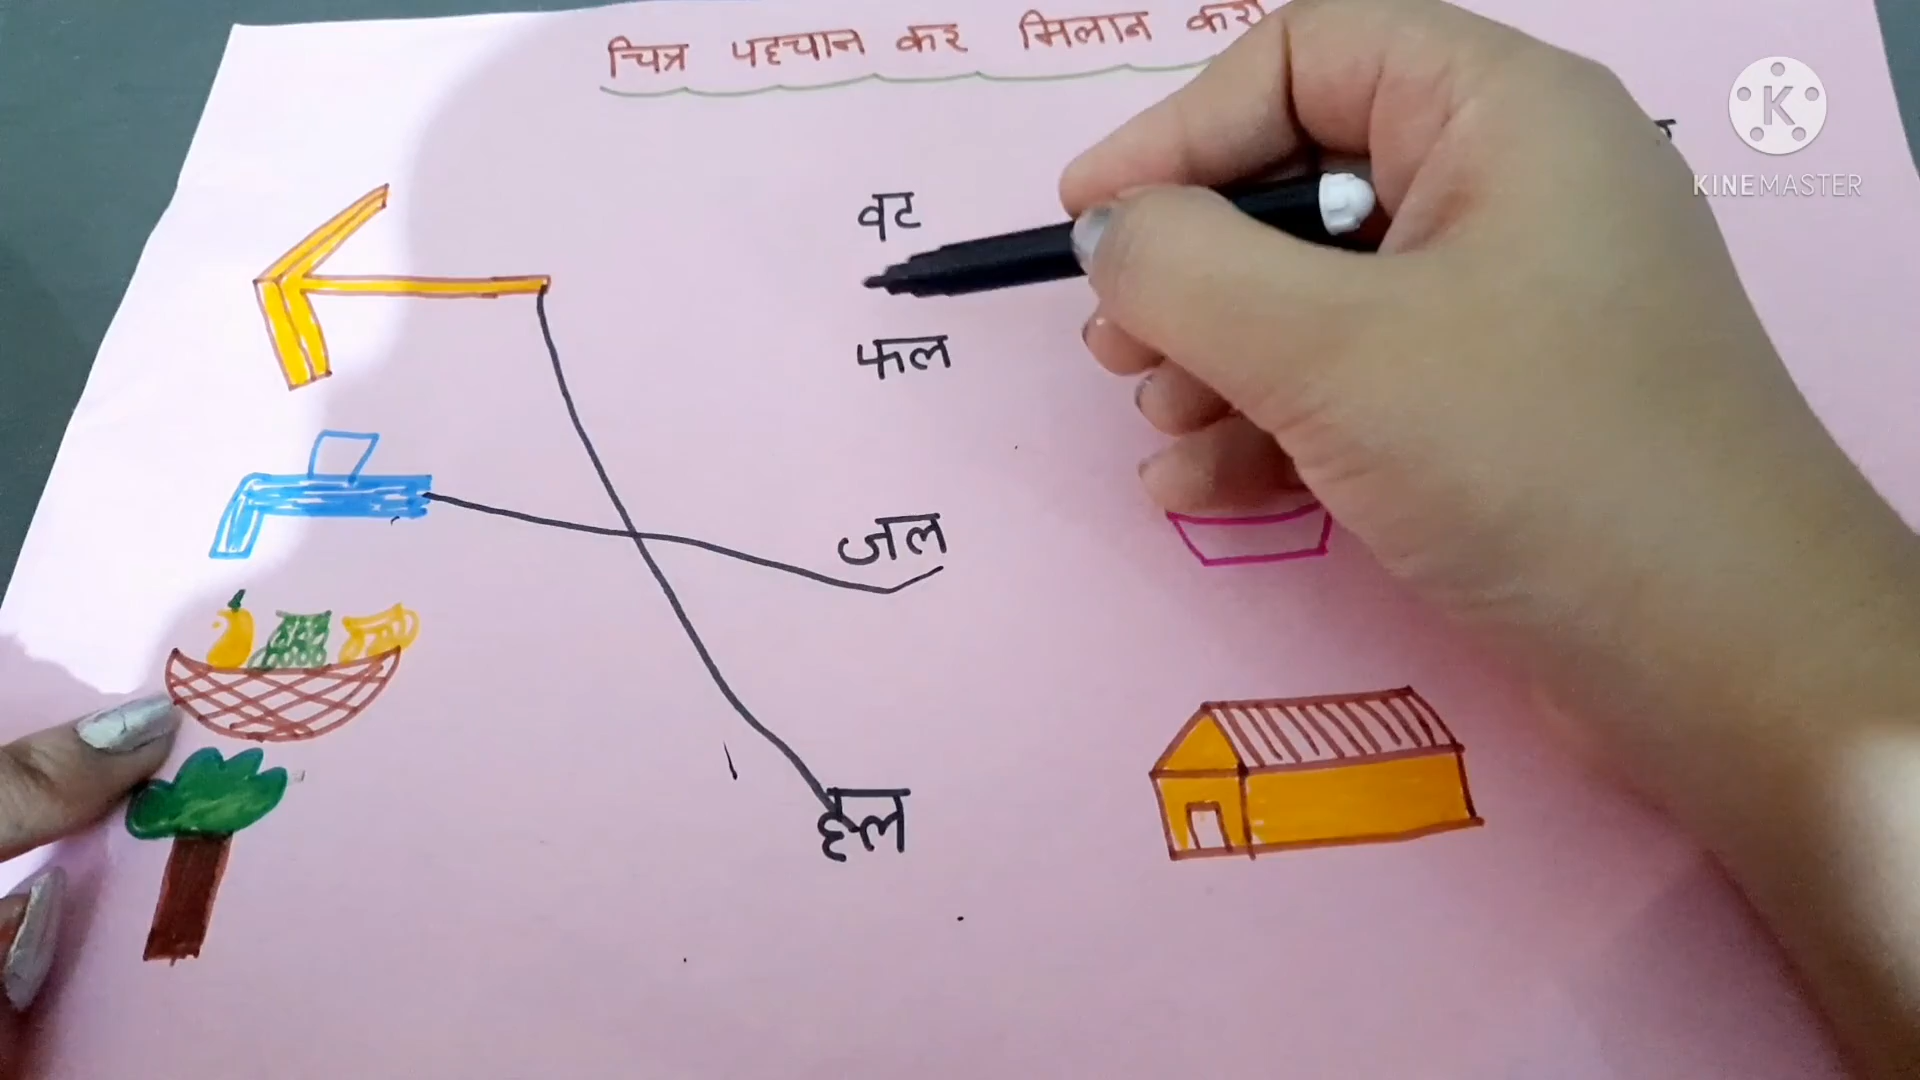 चित्र पहचान कर मिलान करो
वट
फल
जल
हल
K
KINEMASTER